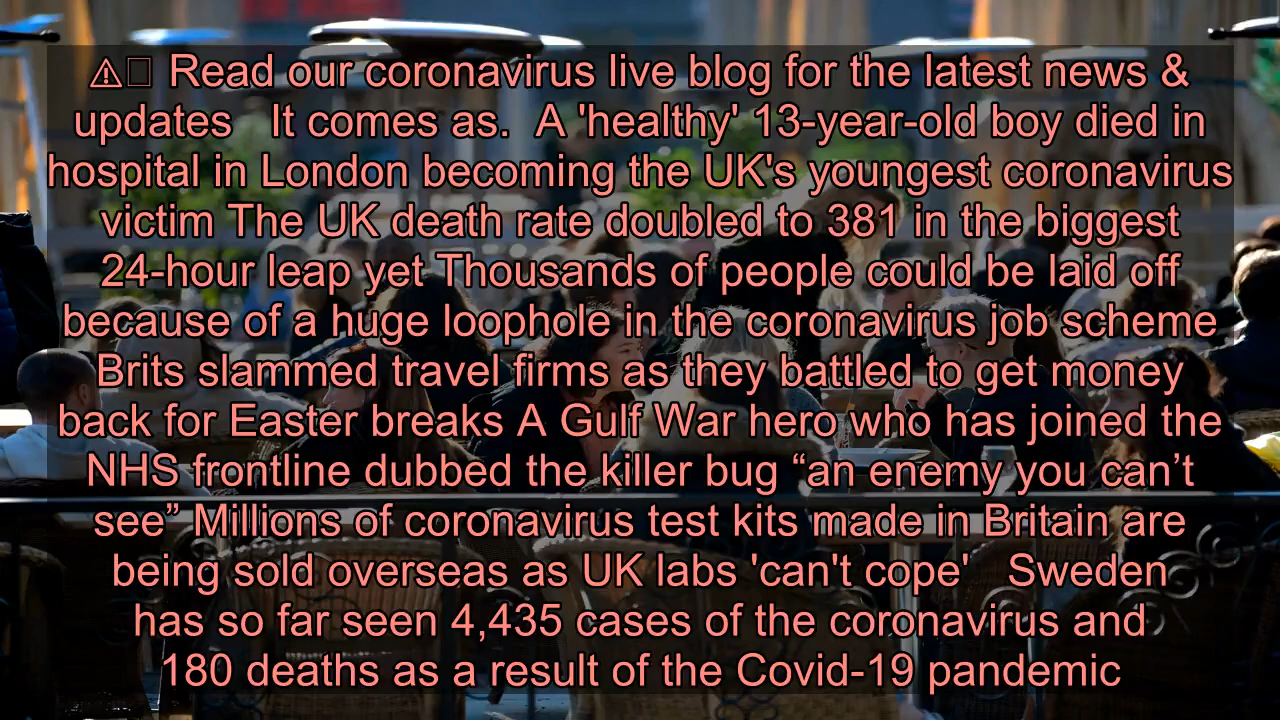 ⚠□ Read our coronavirus live blog for the latest news &
updates   It comes as.  A 'healthy' 13-year-old boy died in
hospital in London becoming the UK's youngest coronavirus
victim The UK death rate doubled to 381 in the biggest
24-hour leap yet Thousands of people could be laid off
because of a huge loophole in the coronavirus job scheme
Brits slammed travel firms as they battled to get money
back for Easter breaks A Gulf War hero who has joined the
NHS frontline dubbed the killer bug “an enemy you can’t
see” Millions of coronavirus test kits made in Britain are
being sold overseas as UK labs 'can't cope'   Sweden
has so far seen 4,435 cases of the coronavirus and
180 deaths as a result of the Covid-19 pandemic